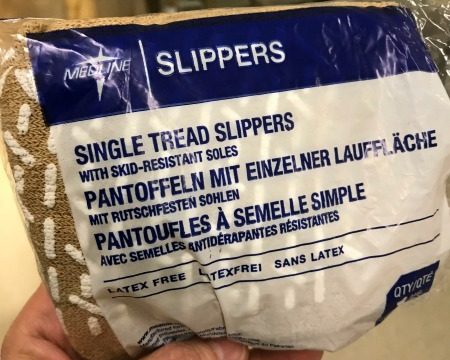 MEDLINE
SLIPPERS
SINGLE TREAD SLIPPERS
WITH SKID-RESISTANT SOLES
PANTOFFELN MIT EINZELNER LAUFFLÄCHE
MIT RUTSCHFESTEN SOHLEN
PANTOUFLES À SEMELLE SIMPLE
AVEC SEMELLES ANTIDÉRAPANTES RÉSISTANTES
LATEX FREE LATEXFREI SANS LATEX
QTY/QTÉ